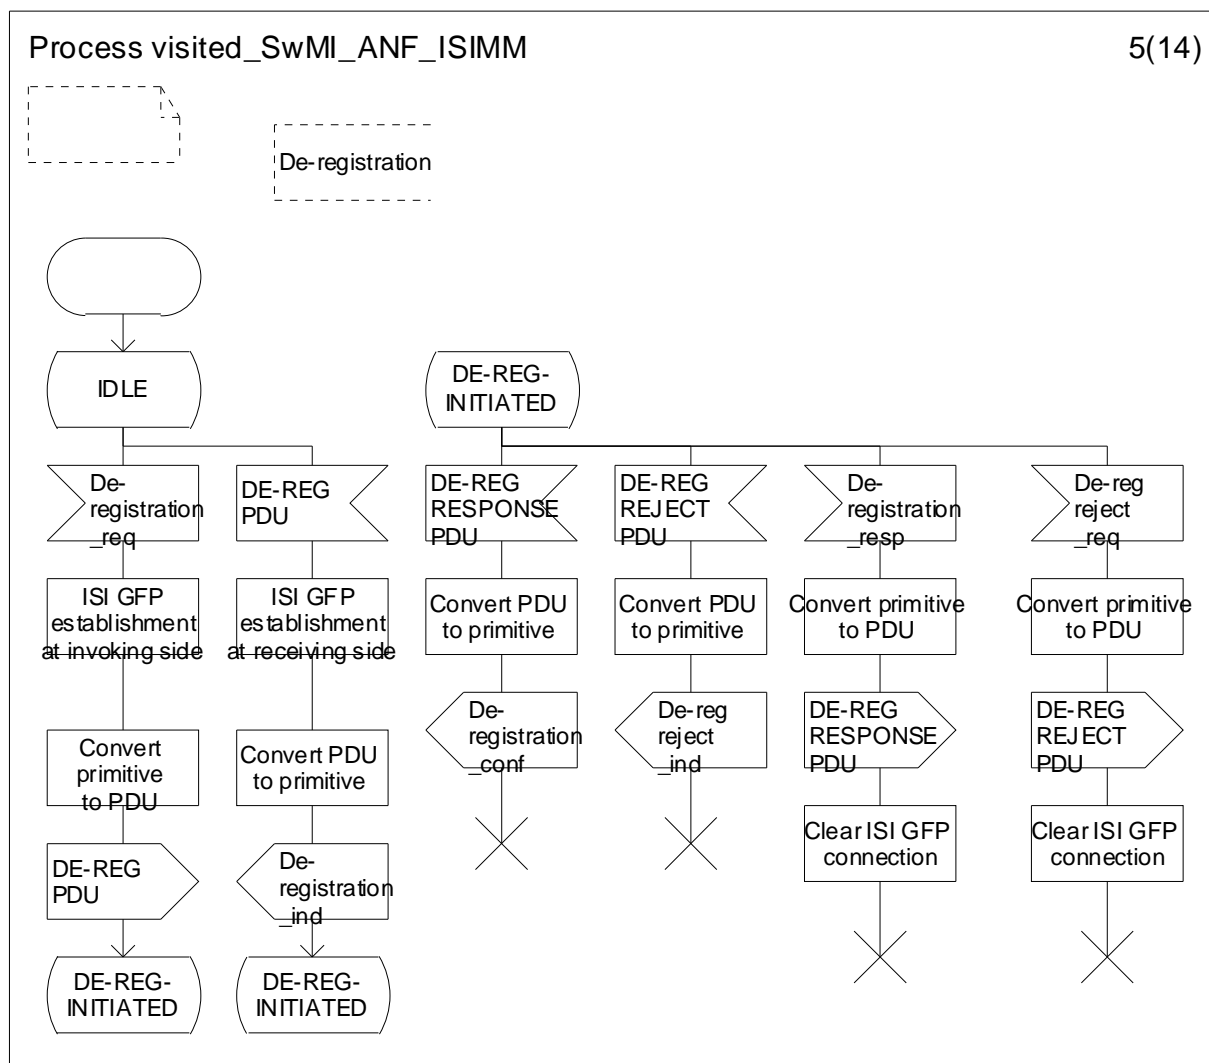 Process visited_SwMI_ANF_ISIMM
5(14)
De-registration
IDLE
DE-REG-
INITIATED
De-
registration
_req
DE-REG
PDU
DE-REG
RESPONSE
PDU
DE-REG
REJECT
PDU
De-
registration
_resp
De-reg
reject
_req
ISI GFP
establishment
at invoking side
ISI GFP
establishment
at receiving side
Convert PDU
to primitive
Convert PDU
to primitive
Convert primitive
to PDU
Convert primitive
to PDU
De-
registration
_conf
De-reg
reject
_ind
DE-REG
RESPONSE
PDU
DE-REG
REJECT
PDU
Convert
primitive
to PDU
Convert PDU
to primitive
Clear ISI GFP
connection
Clear ISI GFP
connection
DE-REG
PDU
De-
registration
_ind
DE-REG-
INITIATED
DE-REG-
INITIATED